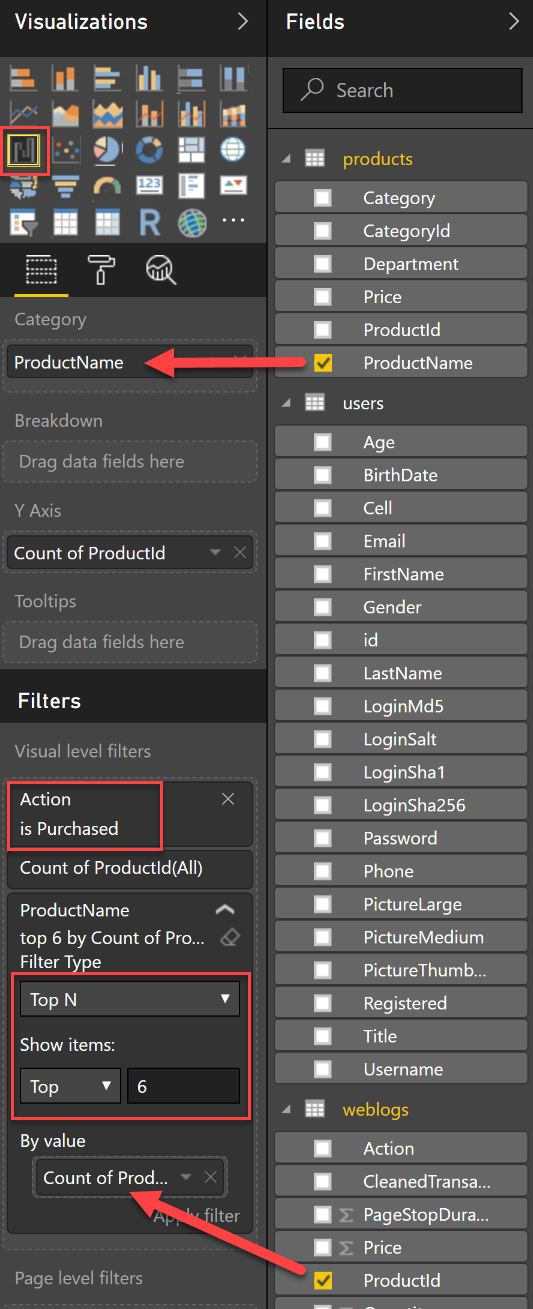 Visualizations
123
R
Category
ProductName
Breakdown
Drag data fields here
Y Axis
Count of ProductId
Tooltips
Drag data fields here
Filters
Visual level filters
Action
is Purchased
Count of ProductId(All)
ProductName
top 6 by Count of Pro...
Filter Type
Top N
Show items:
Top
6
By value
Count of Prod...
Apply filter
Page level filters
Fields
Search
products
Category
CategoryId
Department
Price
ProductId
ProductName
users
Age
BirthDate
Cell
Email
FirstName
Gender
id
LastName
LoginMd5
LoginSalt
LoginSha1
LoginSha256
Password
Phone
PictureLarge
PictureMedium
PictureThumb...
Registered
Title
Username
weblogs
Action
CleanedTransa...
Σ PageStopDura...
Σ Price
ProductId